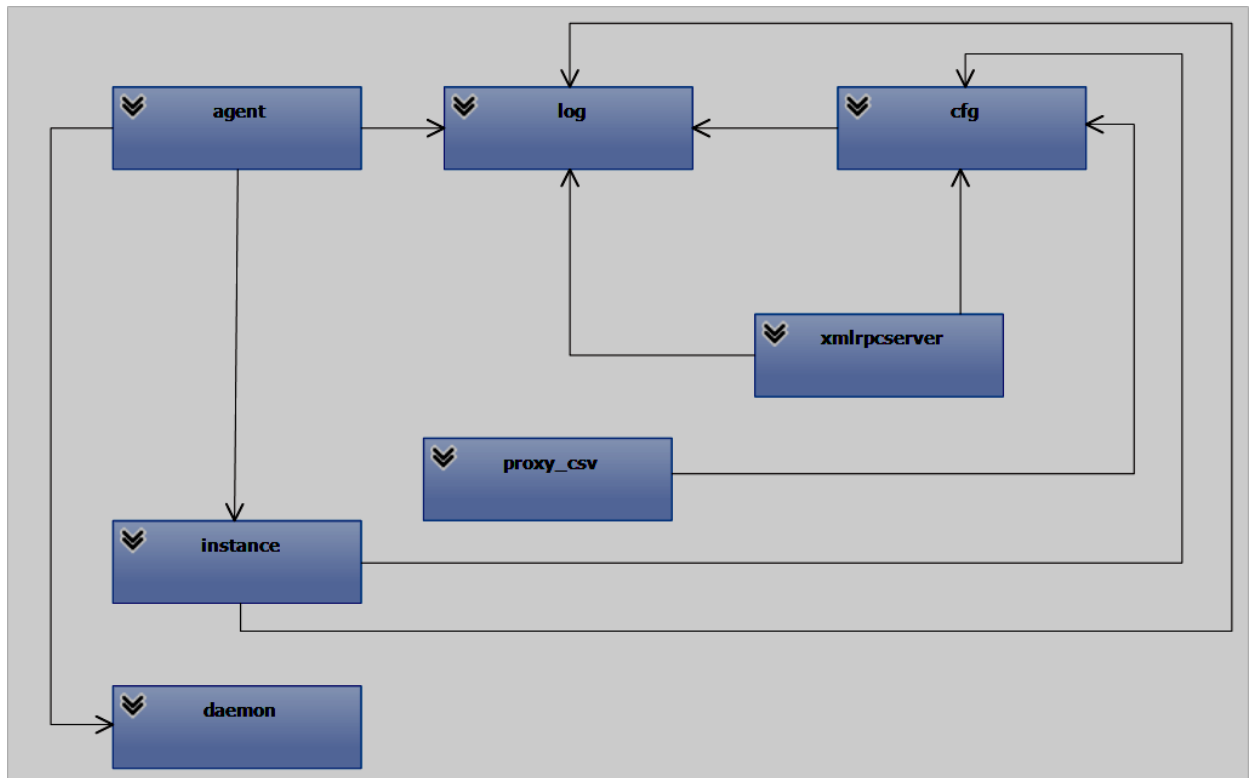 agent
log
cfg
xmlrpcserver
proxy_csv
instance
daemon